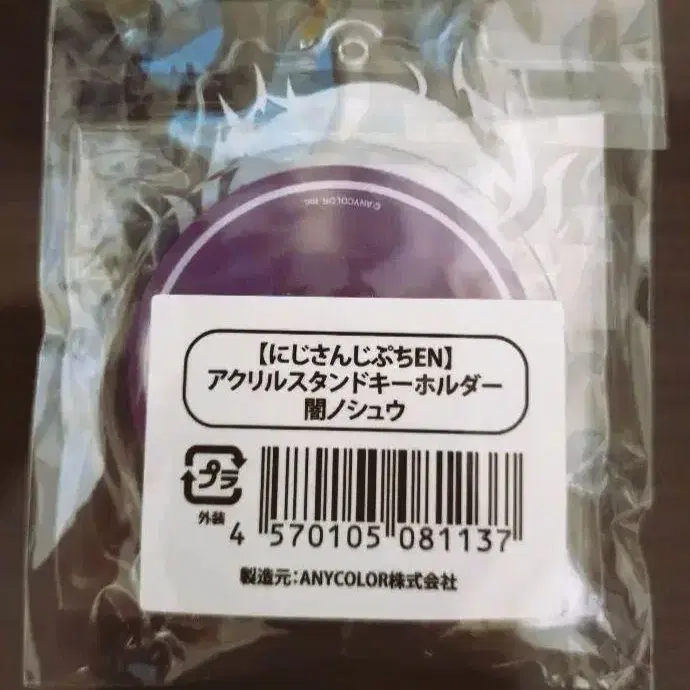 ©ANYCOLOR, Inc.
【にじさんじぷちEN】
アクリルスタンドキーホルダー
闇ノシュウ
プラ
外装
4 570105 081137
製造元:ANYCOLOR株式会社